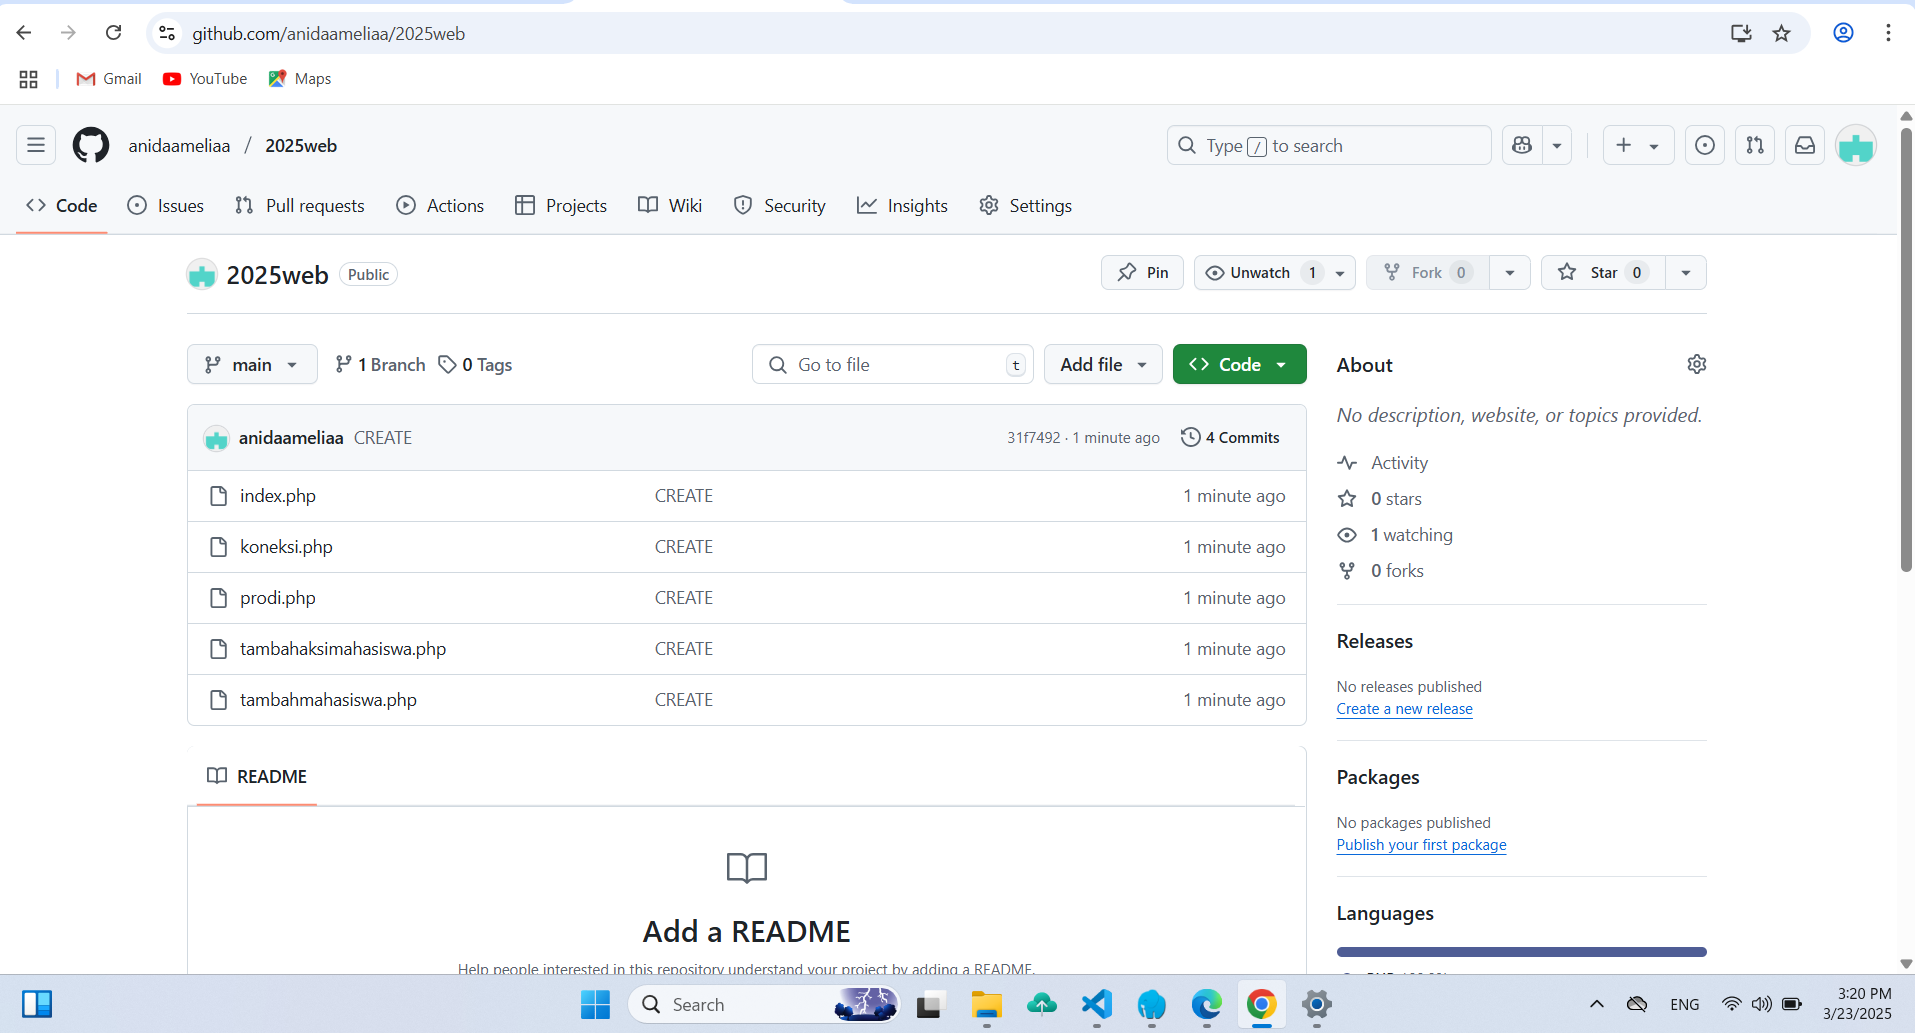 github.com/anidaameliaa/2025web
Gmail YouTube Maps
anidaameliaa / 2025web
Type / to search
Code Issues Pull requests Actions Projects Wiki Security Insights Settings
2025web Public
Pin Unwatch 1 Fork 0 Star 0
main 1 Branch 0 Tags
Go to file t Add file Code
anidaameliaa CREATE 31f7492 · 1 minute ago 4 Commits
index.php CREATE 1 minute ago
koneksi.php CREATE 1 minute ago
prodi.php CREATE 1 minute ago
tambahaksimahasiswa.php CREATE 1 minute ago
tambahmahasiswa.php CREATE 1 minute ago
README
Add a README
Help people interested in this repository understand your project by adding a README.
About
No description, website, or topics provided.
Activity
0 stars
1 watching
0 forks
Releases
No releases published
Create a new release
Packages
No packages published
Publish your first package
Languages
Search
ENG
3:20 PM
3/23/2025